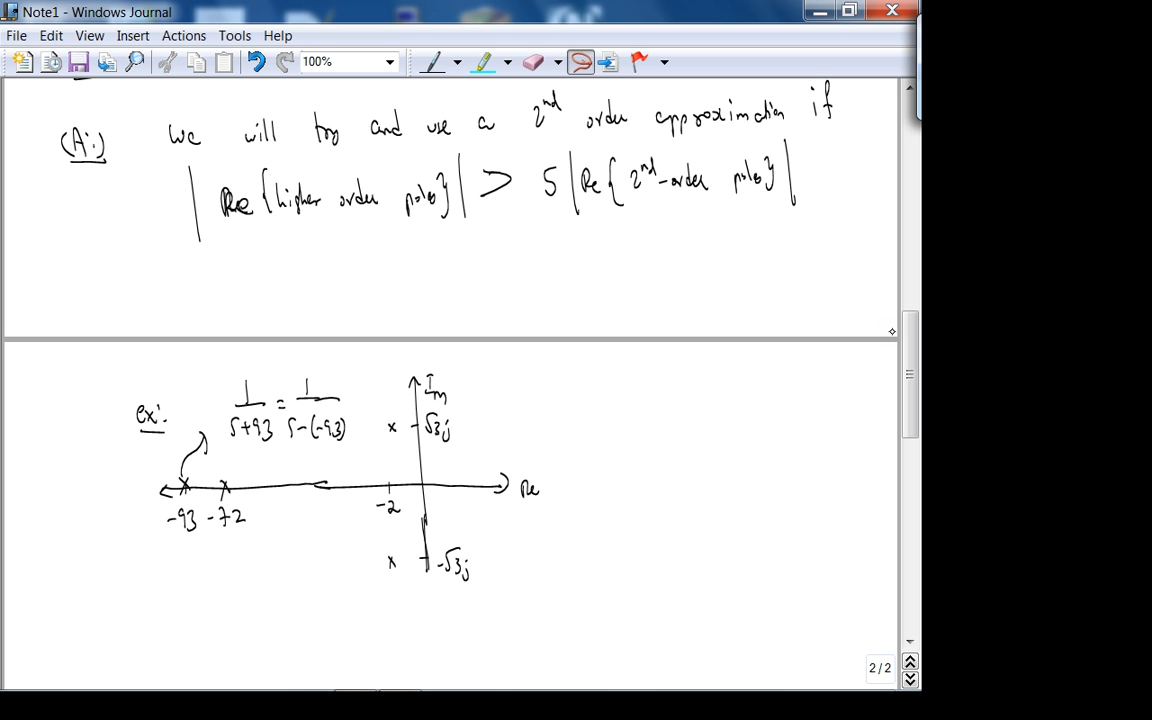 Note1 - Windows Journal
File Edit View Insert Actions Tools Help
100%
(A:) We will try and use a 2nd order approximation if
|Re{higher order poles}| > 5 |Re{2nd-order poles}|
ex:
1/(s+93) = 1/(s-(-93))
Im
x √3j
Re
-93 -72 -2
x -√3j
2/2